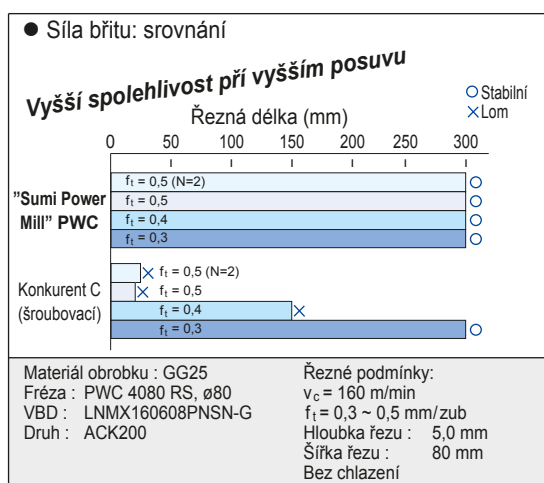 ● Síla břitu: srovnání
Vyšší spolehlivost při vyšším posuvu
○ Stabilní
× Lom
Řezná délka (mm)
0 50 100 150 200 250 300
"Sumi Power
Mill" PWC
fₜ = 0,5 (N=2)
fₜ = 0,5
fₜ = 0,4
fₜ = 0,3
Konkurent C
(šroubovací)
fₜ = 0,5 (N=2)
fₜ = 0,5
fₜ = 0,4
fₜ = 0,3
Materiál obrobku : GG25
Fréza : PWC 4080 RS, ø80
VBD : LNMX160608PNSN-G
Druh : ACK200
Řezné podmínky:
v꜀ = 160 m/min
fₜ = 0,3 ~ 0,5 mm/zub
Hloubka řezu : 5,0 mm
Šířka řezu : 80 mm
Bez chlazení